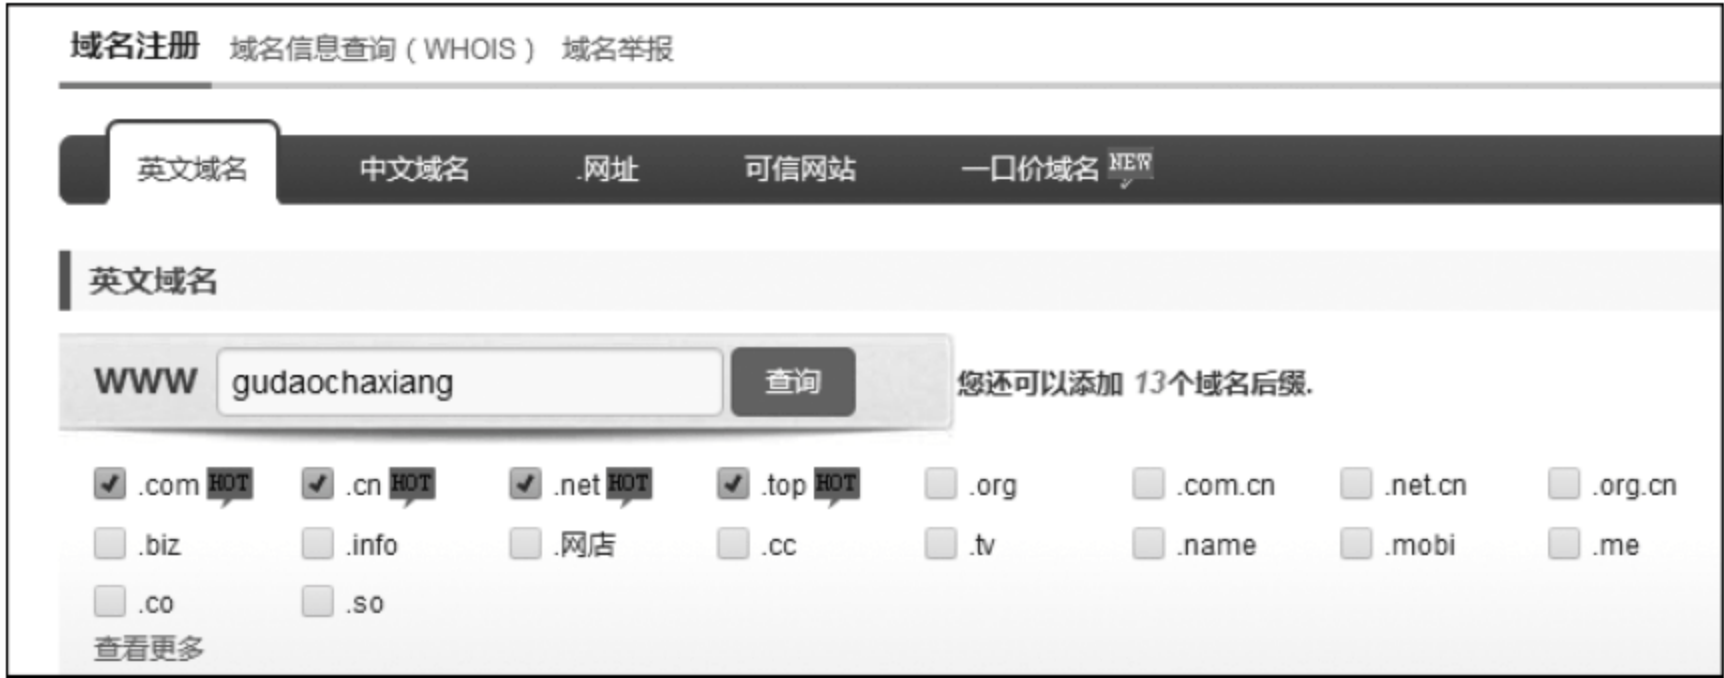 域名注册 域名信息查询（WHOIS） 域名举报
英文域名 中文域名 .网址 可信网站 一口价域名 NEW
英文域名
WWW gudaochaxiang 查询 您还可以添加 13个域名后缀.
.com HOT .cn HOT .net HOT .top HOT .org .com.cn .net.cn .org.cn
.biz .info .网店 .cc .tv .name .mobi .me
.co .so
查看更多